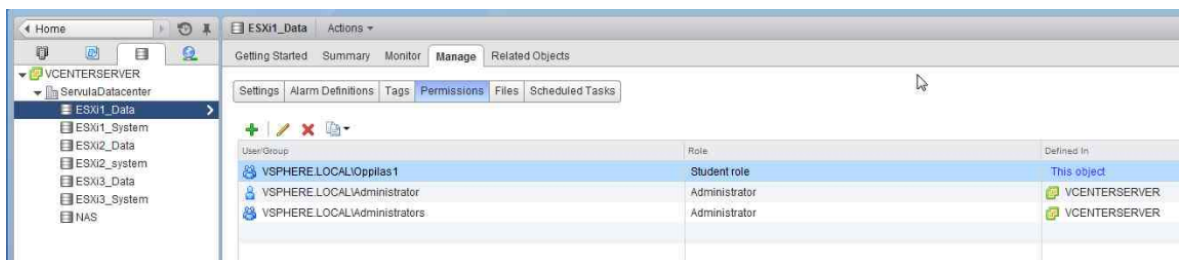 Home
ESXi1_Data Actions
Getting Started Summary Monitor Manage Related Objects
VCENTERSERVER
ServulaDatacenter
ESXi1_Data
ESXi1_System
ESXi2_Data
ESXi2_system
ESXi3_Data
ESXi3_System
NAS
Settings Alarm Definitions Tags Permissions Files Scheduled Tasks
User/Group Role Defined In
VSPHERE.LOCAL\Oppilas1 Student role This object
VSPHERE.LOCAL\Administrator Administrator VCENTERSERVER
VSPHERE.LOCAL\Administrators Administrator VCENTERSERVER